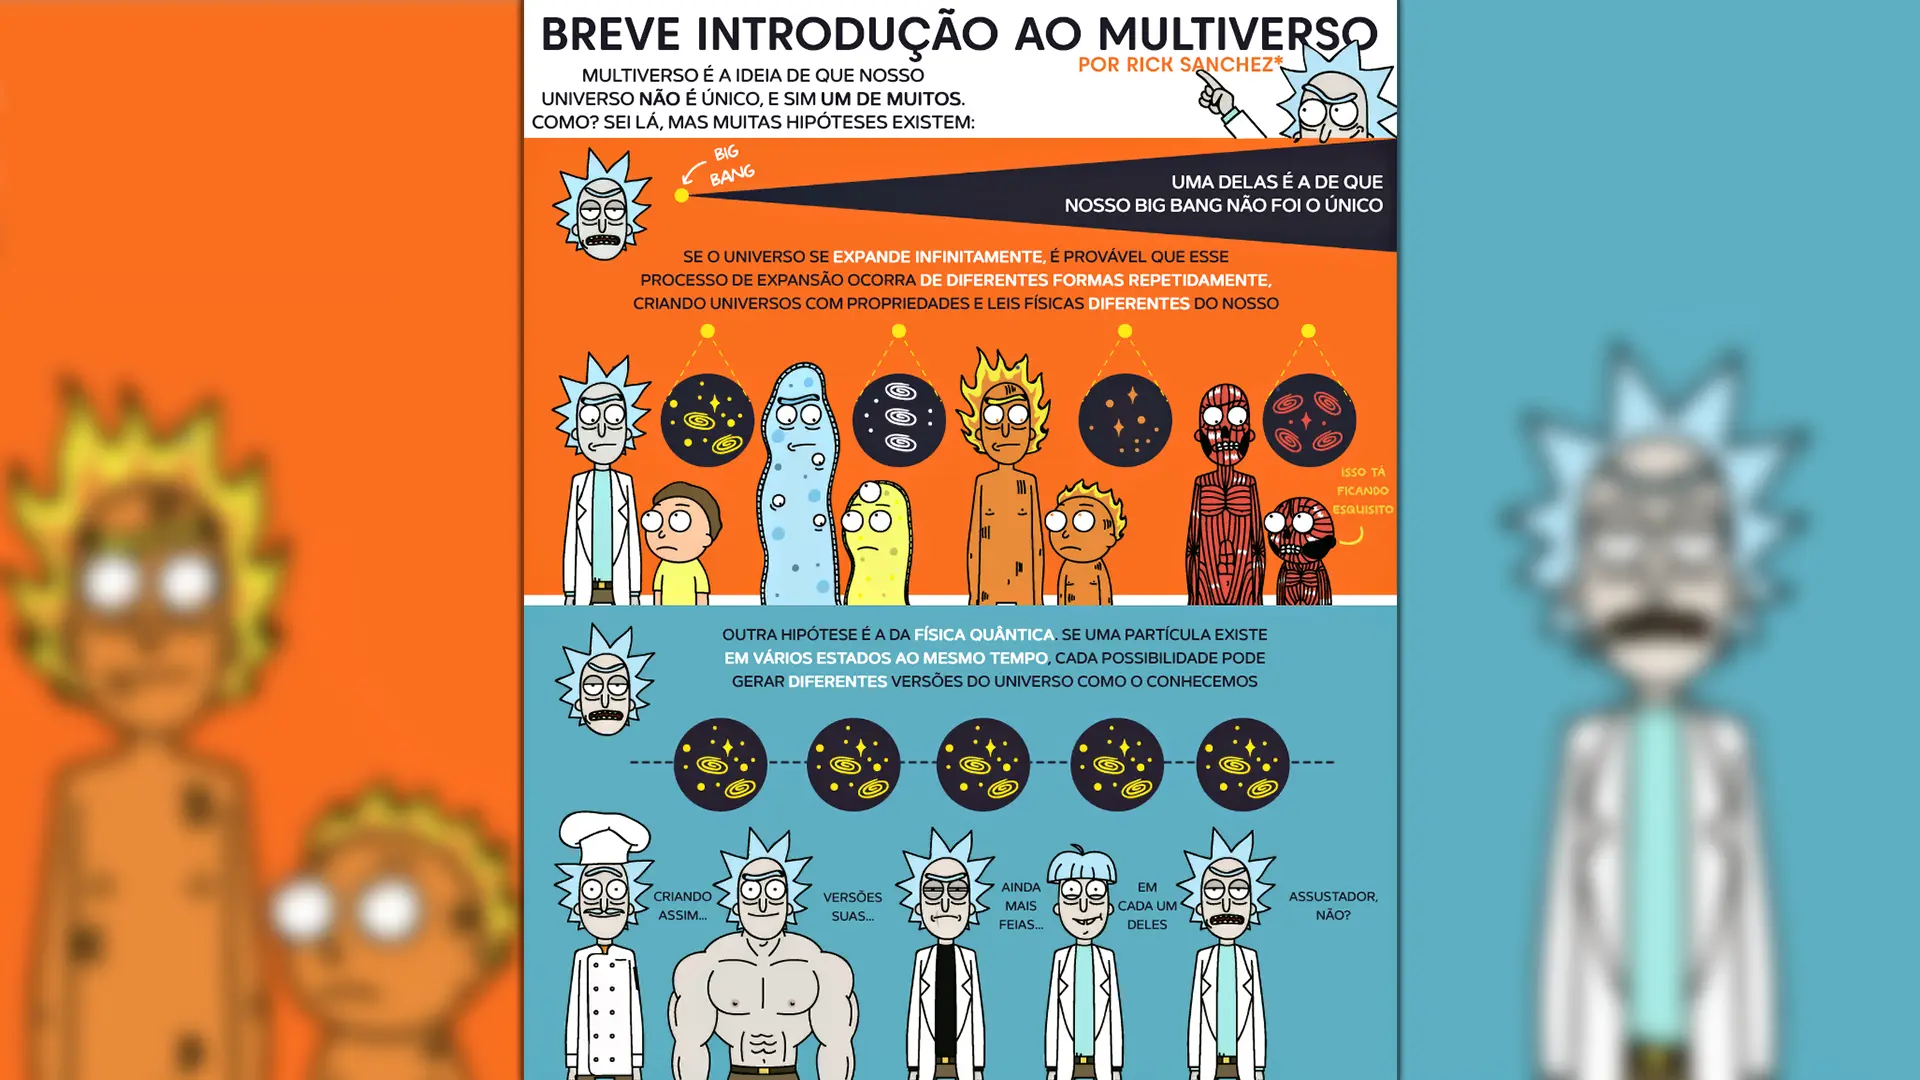 BREVE INTRODUÇÃO AO MULTIVERSO
POR RICK SANCHEZ*
MULTIVERSO É A IDEIA DE QUE NOSSO
UNIVERSO NÃO É ÚNICO, E SIM UM DE MUITOS.
COMO? SEI LÁ, MAS MUITAS HIPÓTESES EXISTEM:
BIG
BANG
UMA DELAS É A DE QUE
NOSSO BIG BANG NÃO FOI O ÚNICO
SE O UNIVERSO SE EXPANDE INFINITAMENTE, É PROVÁVEL QUE ESSE
PROCESSO DE EXPANSÃO OCORRA DE DIFERENTES FORMAS REPETIDAMENTE,
CRIANDO UNIVERSOS COM PROPRIEDADES E LEIS FÍSICAS DIFERENTES DO NOSSO
ISSO TÁ
FICANDO
ESQUISITO
OUTRA HIPÓTESE É A DA FÍSICA QUÂNTICA. SE UMA PARTÍCULA EXISTE
EM VÁRIOS ESTADOS AO MESMO TEMPO, CADA POSSIBILIDADE PODE
GERAR DIFERENTES VERSÕES DO UNIVERSO COMO O CONHECEMOS
CRIANDO
ASSIM...
VERSÕES
SUAS...
AINDA
MAIS
FEIAS...
EM
CADA UM
DELES
ASSUSTADOR,
NÃO?